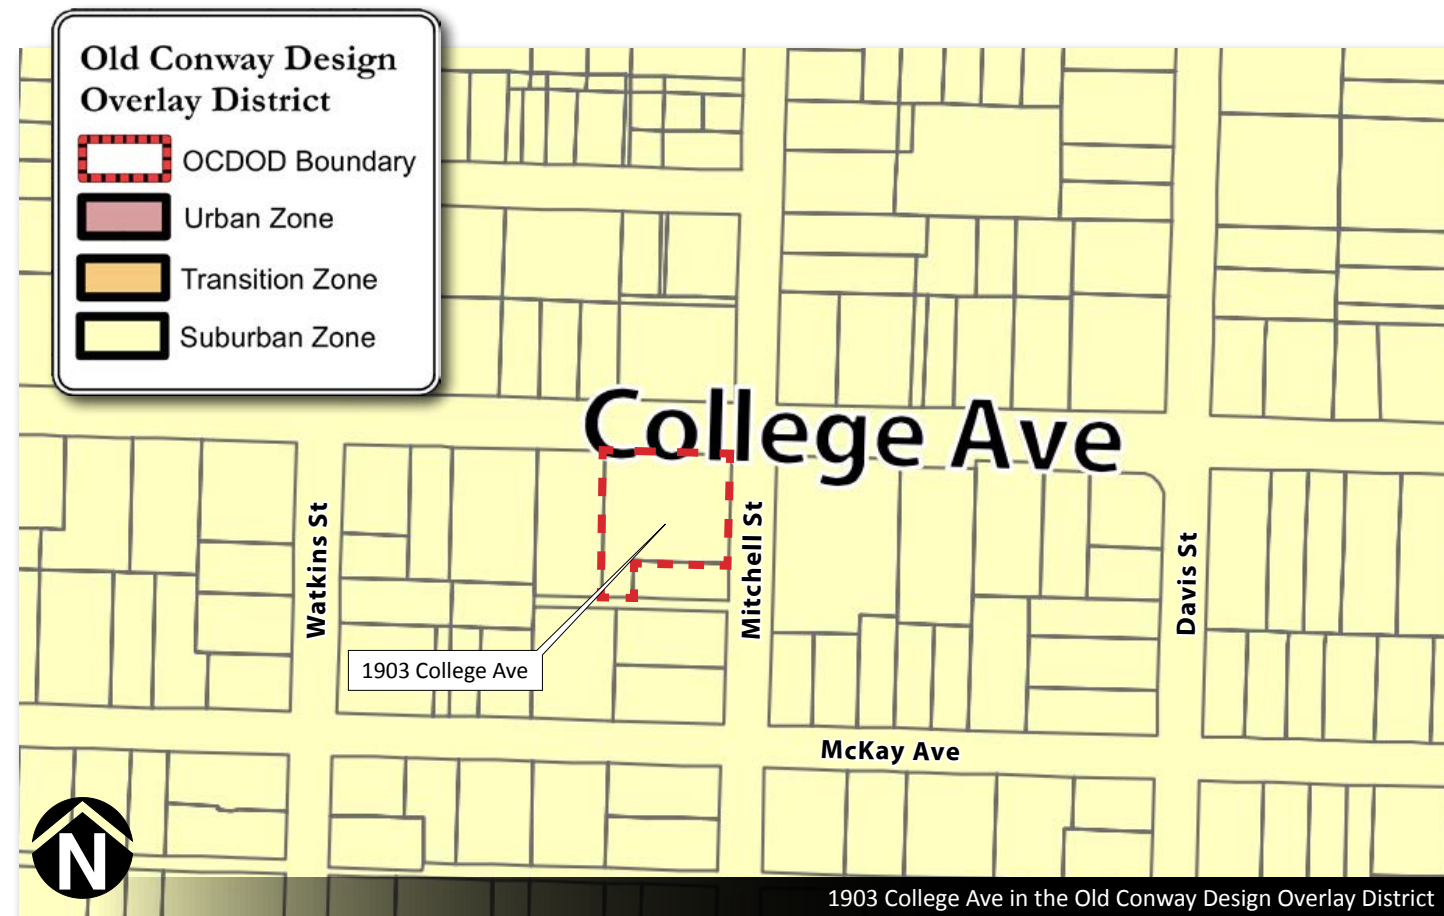 Old Conway Design
Overlay District
OCDOD Boundary
Urban Zone
Transition Zone
Suburban Zone
College Ave
Watkins St
Mitchell St
Davis St
1903 College Ave
McKay Ave
N
1903 College Ave in the Old Conway Design Overlay District